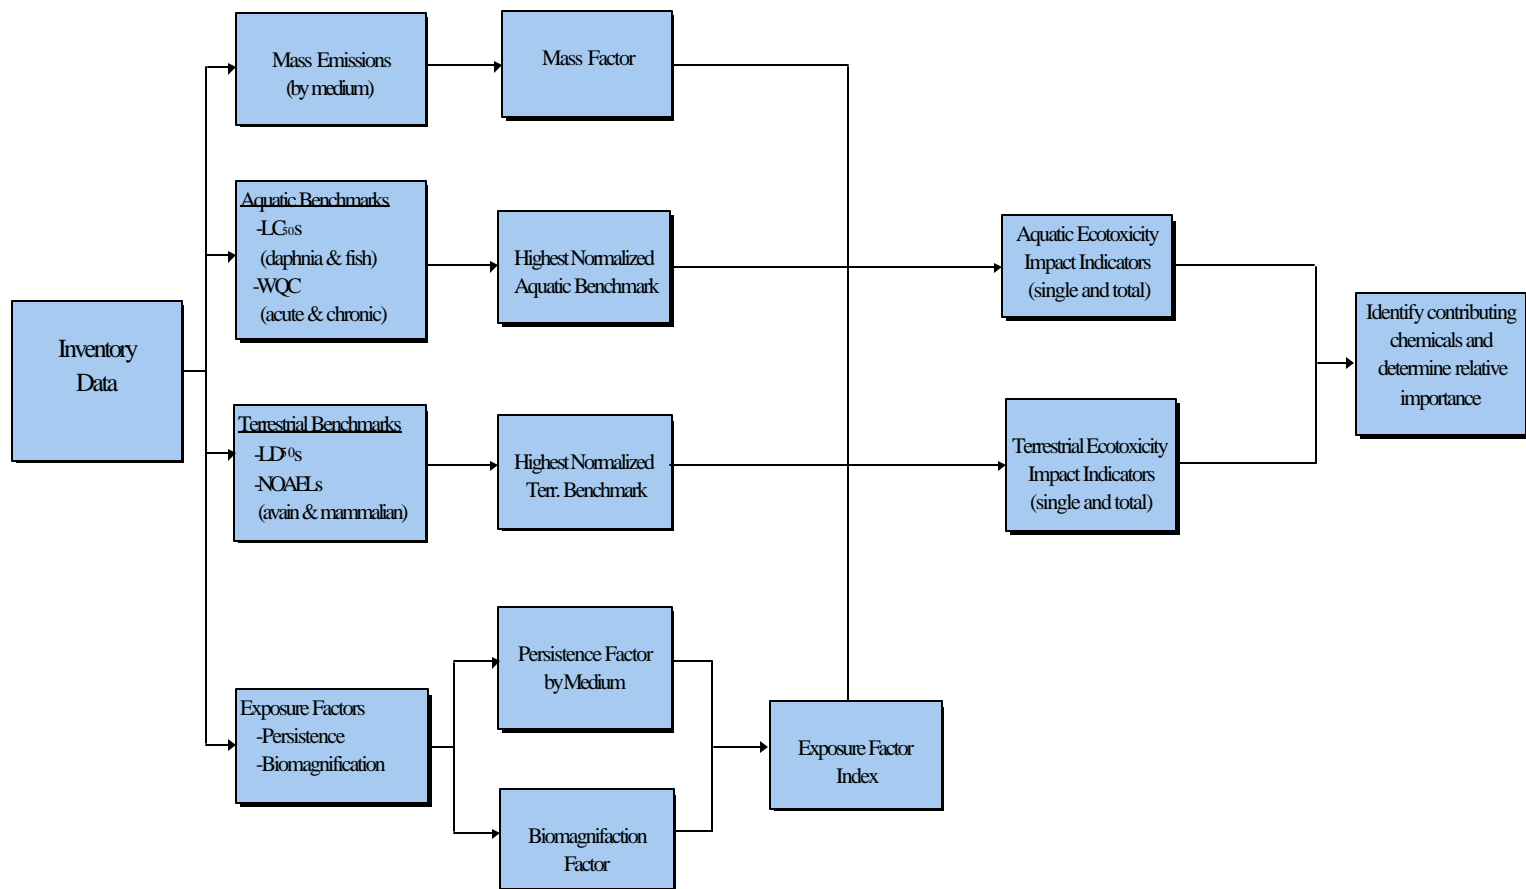 Mass Emissions
(by medium)
Mass Factor
Aquatic Benchmarks
-LC50s
(daphnia & fish)
-WQC
(acute & chronic)
Highest Normalized
Aquatic Benchmark
Aquatic Ecotoxicity
Impact Indicators
(single and total)
Inventory
Data
Identify contributing
chemicals and
determine relative
importance
Terrestrial Benchmarks
-LD50s
-NOAELs
(avain & mammalian)
Highest Normalized
Terr. Benchmark
Terrestrial Ecotoxicity
Impact Indicators
(single and total)
Exposure Factors
-Persistence
-Biomagnification
Persistence Factor
by Medium
Biomagnifaction
Factor
Exposure Factor
Index